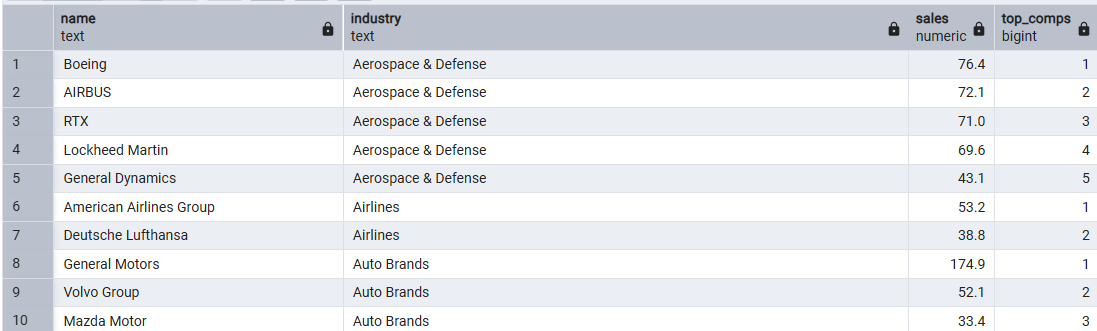 name industry sales top_comps
text text numeric bigint
1 Boeing Aerospace & Defense 76.4 1
2 AIRBUS Aerospace & Defense 72.1 2
3 RTX Aerospace & Defense 71.0 3
4 Lockheed Martin Aerospace & Defense 69.6 4
5 General Dynamics Aerospace & Defense 43.1 5
6 American Airlines Group Airlines 53.2 1
7 Deutsche Lufthansa Airlines 38.8 2
8 General Motors Auto Brands 174.9 1
9 Volvo Group Auto Brands 52.1 2
10 Mazda Motor Auto Brands 33.4 3